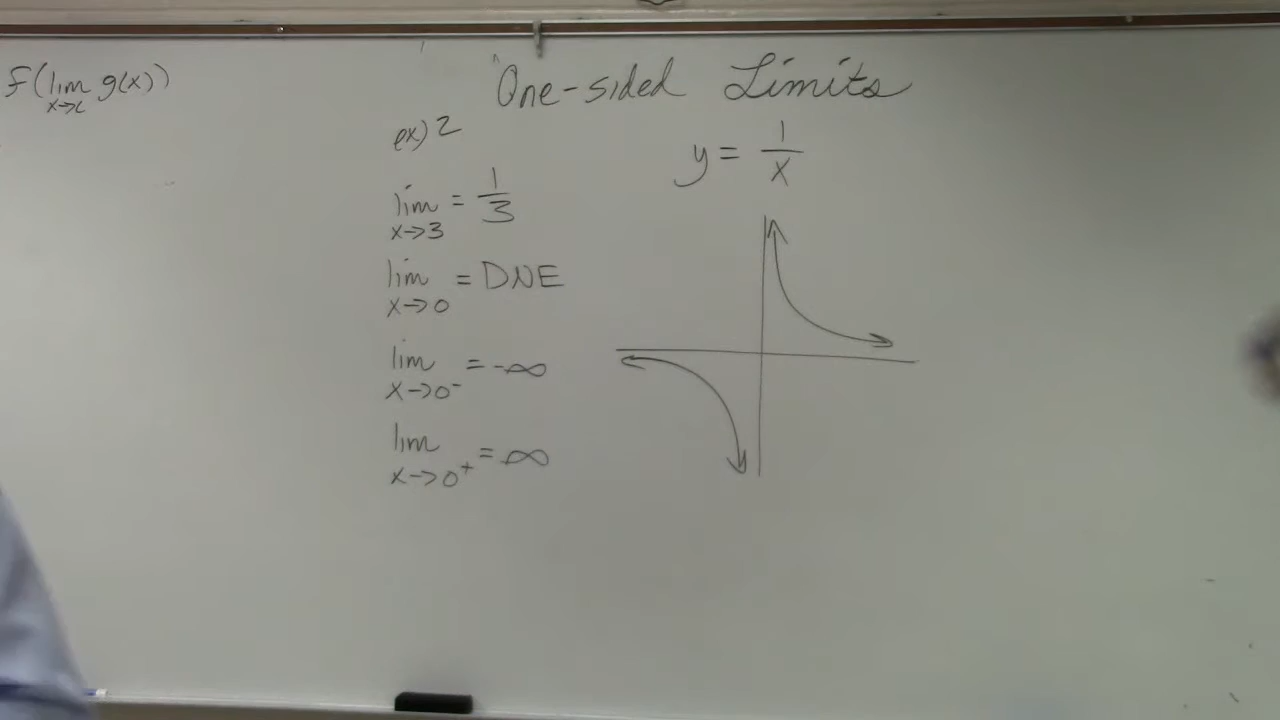 f(lim g(x))
x→c
One-sided Limits
ex) 2
y = 1/x
lim = 1/3
x→3
lim = DNE
x→0
lim = -∞
x→0⁻
lim = ∞
x→0⁺